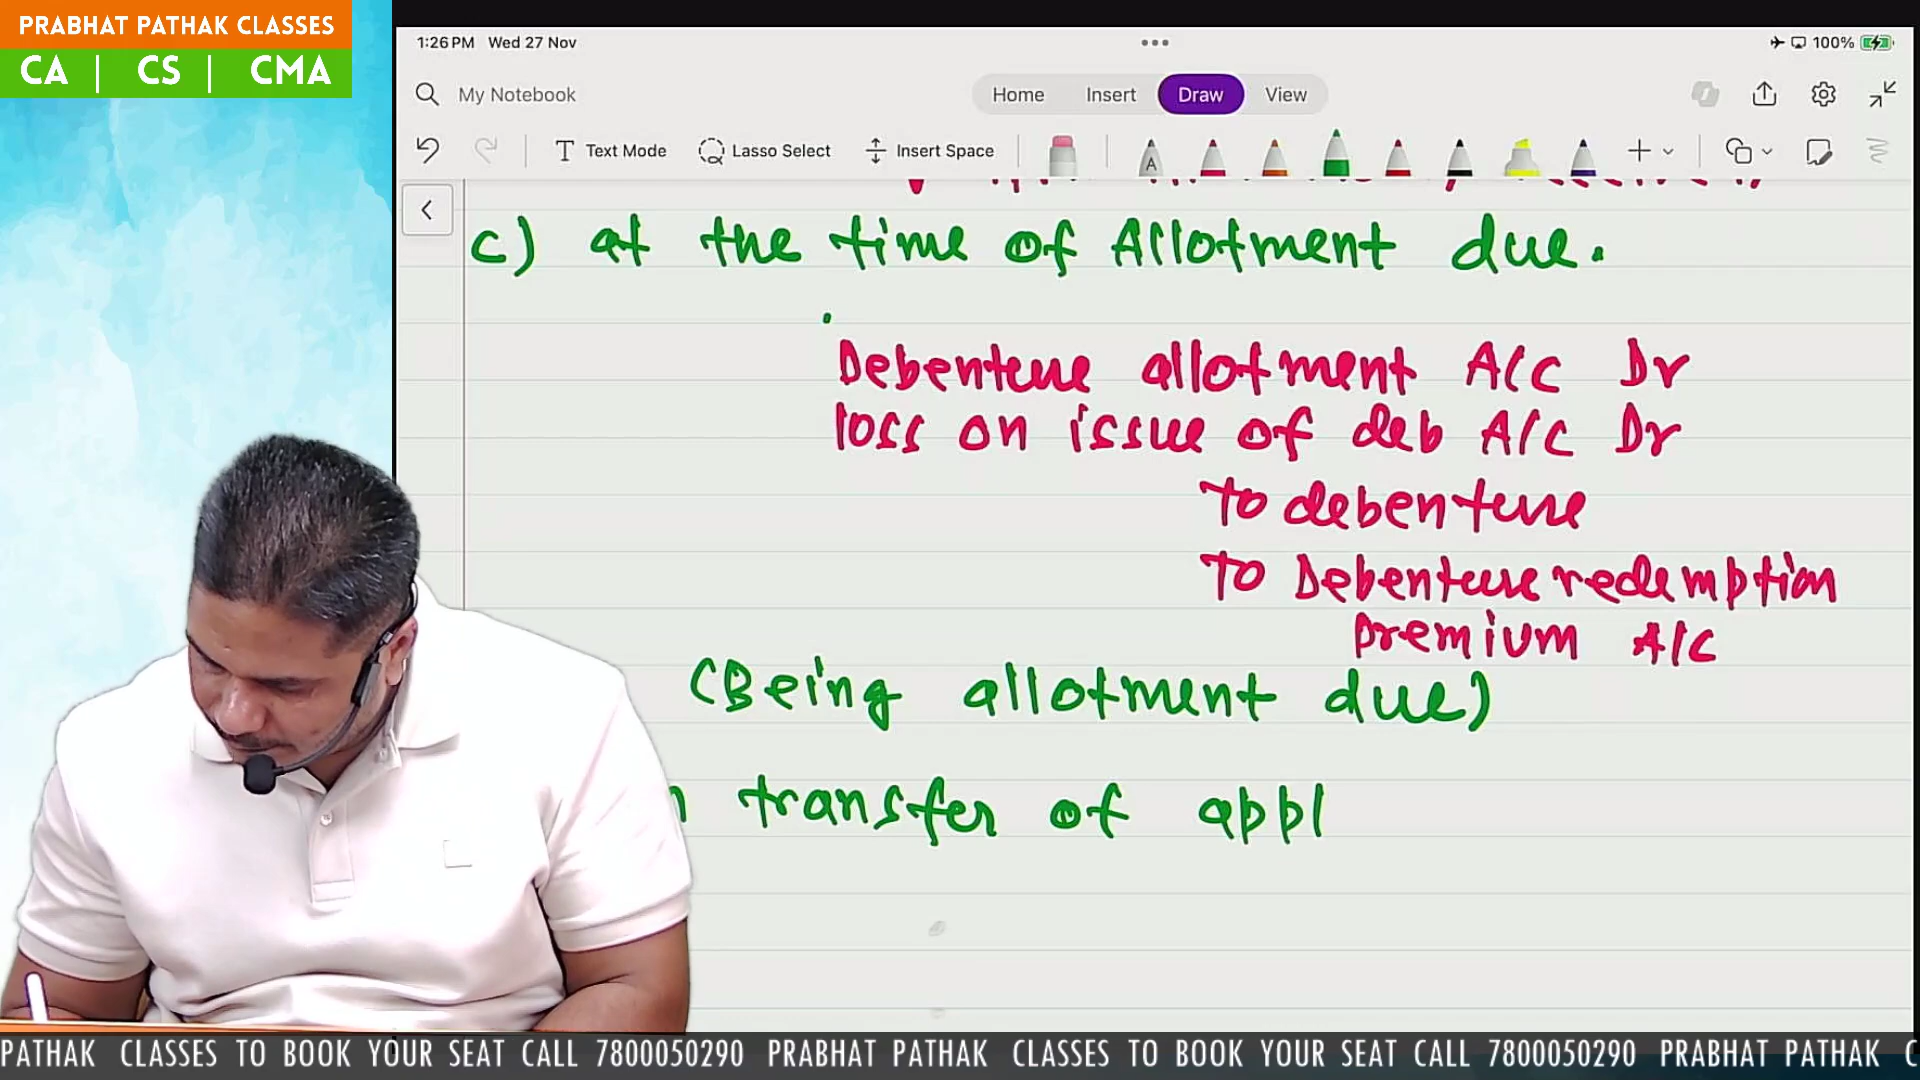 PRABHAT PATHAK CLASSES
CA | CS | CMA
1:26 PM Wed 27 Nov
100%
My Notebook
Home Insert Draw View
Text Mode
Lasso Select
Insert Space
A
c) at the time of Allotment due.
Debenture allotment A/c Dr
loss on issue of deb A/c Dr
To debenture
To Debenture redemption
premium A/c
(Being allotment due)
transfer of appl
PATHAK CLASSES TO BOOK YOUR SEAT CALL 7800050290 PRABHAT PATHAK CLASSES TO BOOK YOUR SEAT CALL 7800050290 PRABHAT PATHAK C